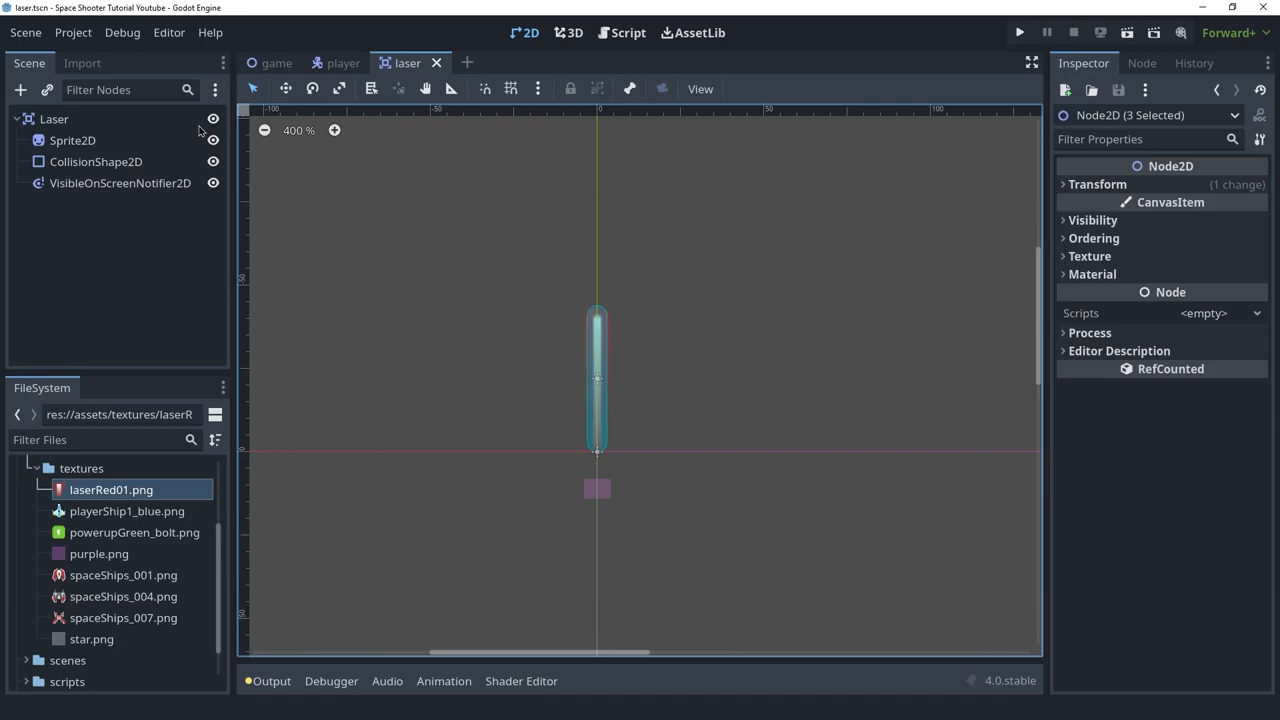 laser.tscn - Space Shooter Tutorial Youtube - Godot Engine
Scene Project Debug Editor Help 2D 3D Script AssetLib Forward+
Scene Import game player laser Inspector Node History
Filter Nodes View
Node2D (3 Selected)
Laser
400 %
Filter Properties
Sprite2D
CollisionShape2D
VisibleOnScreenNotifier2D
Node2D
Transform (1 change)
CanvasItem
Visibility
Ordering
Texture
Material
Node
Scripts <empty>
Process
Editor Description
RefCounted
-100 -50 0 50 100
FileSystem
res://assets/textures/laserR
Filter Files
textures
laserRed01.png
playerShip1_blue.png
powerupGreen_bolt.png
purple.png
spaceShips_001.png
spaceShips_004.png
spaceShips_007.png
star.png
scenes
scripts
Output Debugger Audio Animation Shader Editor 4.0.stable